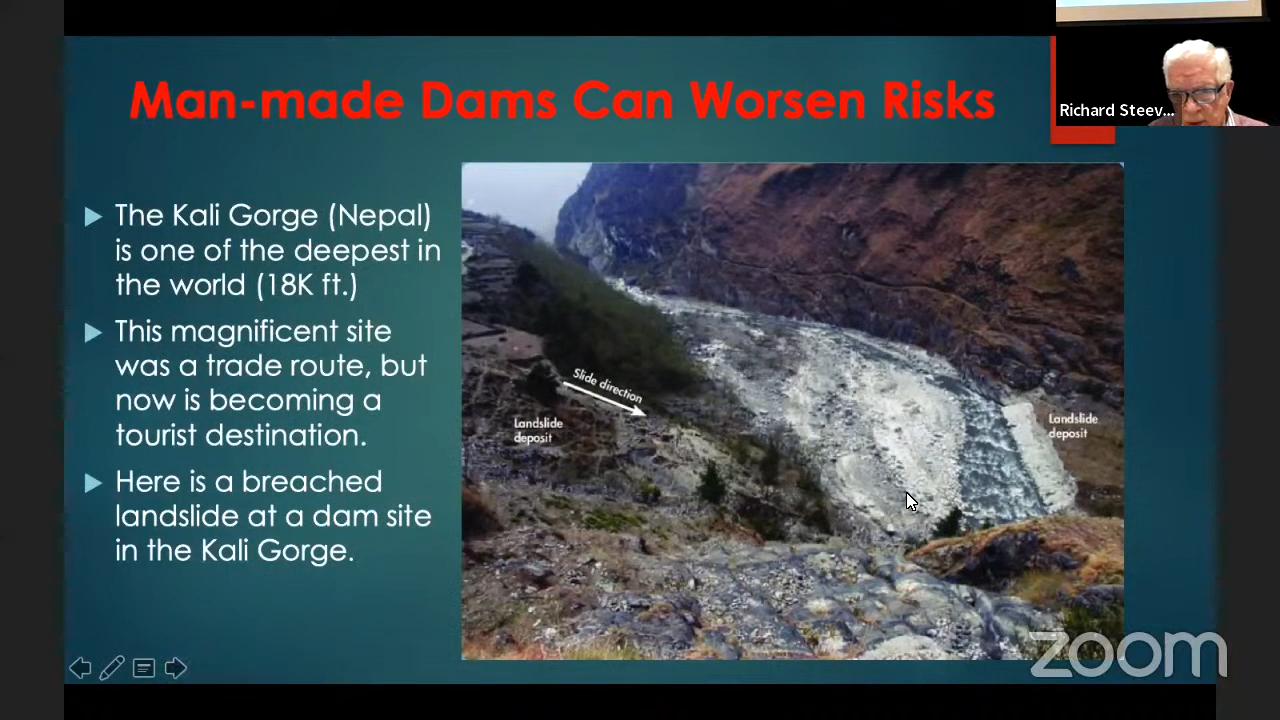 Man-made Dams Can Worsen Risks
Richard Steev...
The Kali Gorge (Nepal)
is one of the deepest in
the world (18K ft.)
This magnificent site
was a trade route, but
now is becoming a
tourist destination.
Here is a breached
landslide at a dam site
in the Kali Gorge.
Slide direction
Landslide
deposit
Landslide
deposit
zoom